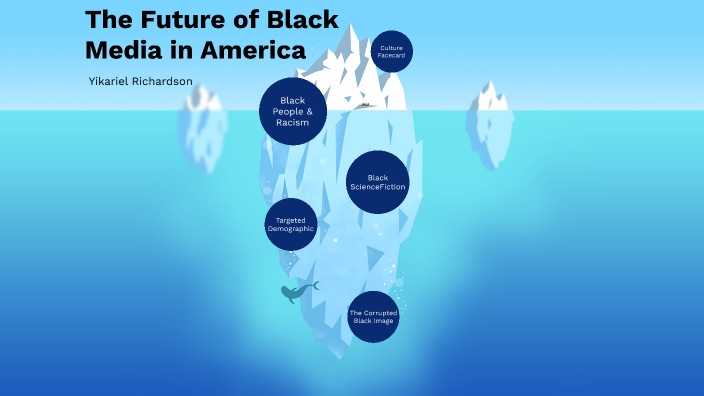 The Future of Black
Media in America
Yikariel Richardson
Culture
Facecard
Black
People &
Racism
Black
ScienceFiction
Targeted
Demographic
The Corrupted
Black Image